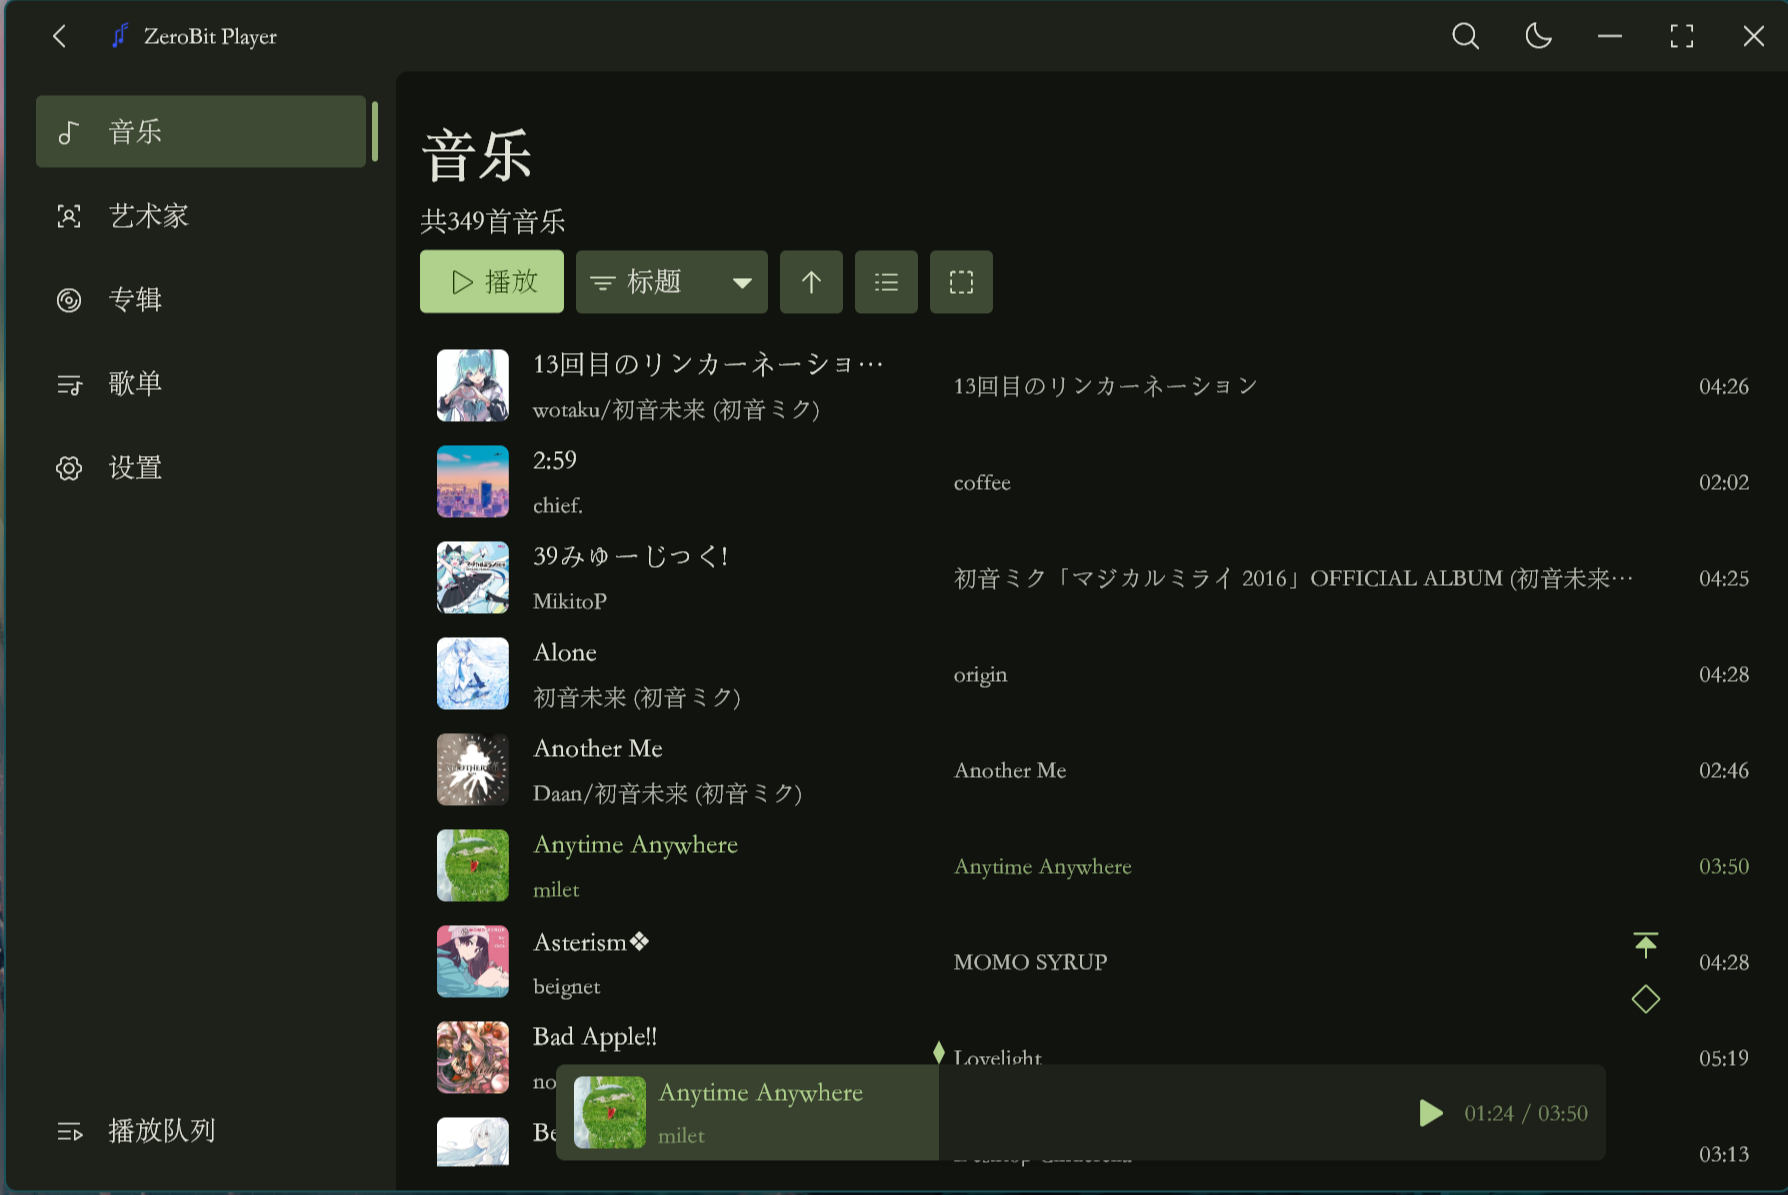 ZeroBit Player
音乐
艺术家
专辑
歌单
设置
播放队列
音乐
共349首音乐
播放
标题
13回目のリンカーネーショ…
wotaku/初音未来 (初音ミク)
13回目のリンカーネーション
04:26
2:59
chief.
coffee
02:02
39みゅーじっく!
MikitoP
初音ミク「マジカルミライ 2016」OFFICIAL ALBUM (初音未来…
04:25
Alone
初音未来 (初音ミク)
origin
04:28
Another Me
Daan/初音未来 (初音ミク)
Another Me
02:46
Anytime Anywhere
milet
Anytime Anywhere
03:50
Asterism❖
beignet
MOMO SYRUP
04:28
Bad Apple!!
no
Lovelight
05:19
Be
03:13
Anytime Anywhere
milet
01:24 / 03:50